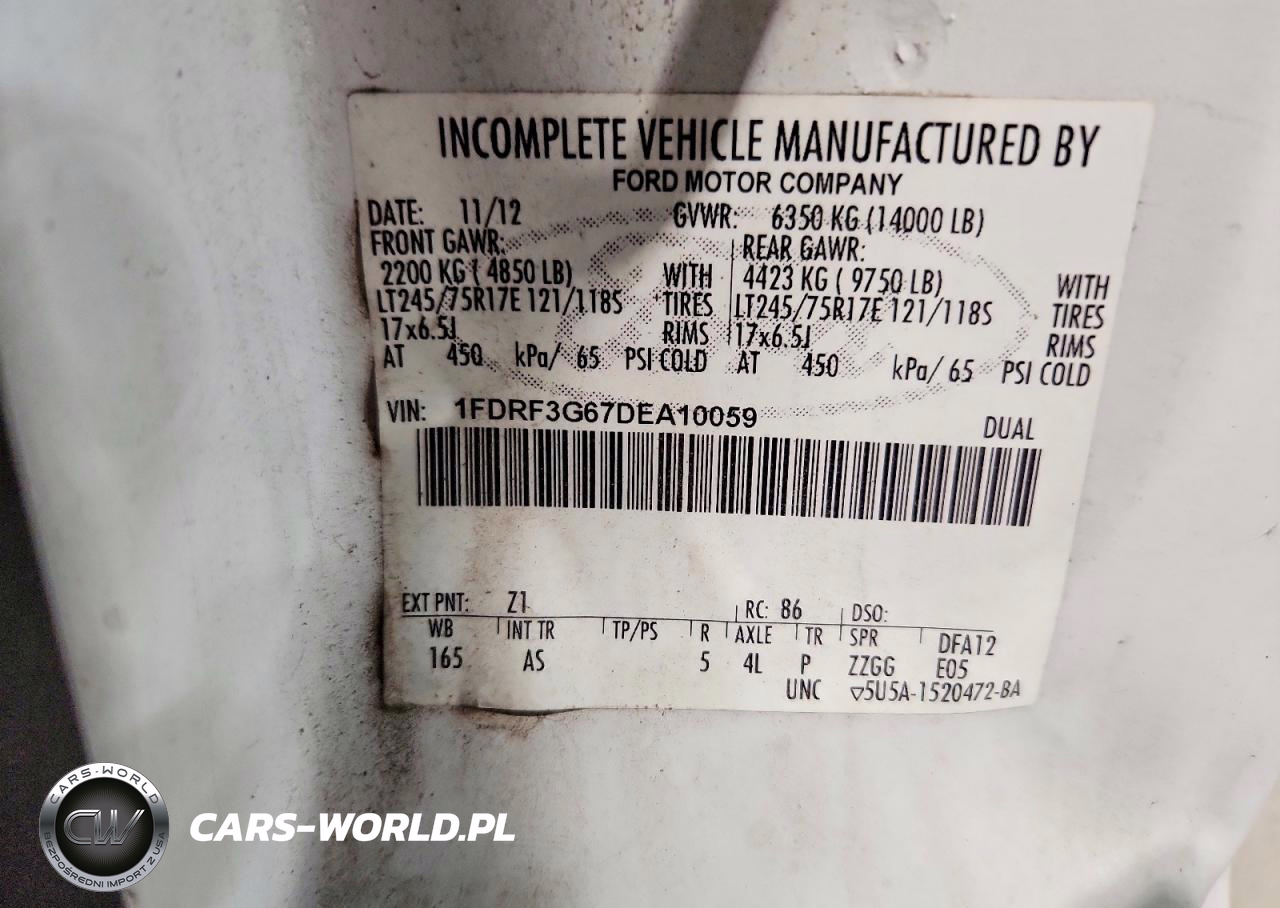 INCOMPLETE VEHICLE MANUFACTURED BY
FORD MOTOR COMPANY
DATE: 11/12 GVWR: 6350 KG (14000 LB)
FRONT GAWR: REAR GAWR:
2200 KG ( 4850 LB) WITH 4423 KG ( 9750 LB) WITH
LT245/75R17E 121/118S TIRES LT245/75R17E 121/118S TIRES
17x6.5J RIMS 17x6.5J RIMS
AT 450 kPa/ 65 PSI COLD AT 450 kPa/ 65 PSI COLD
VIN: 1FDRF3G67DEA10059 DUAL
EXT PNT: Z1 RC: 86 DSO:
WB INT TR TP/PS R AXLE TR SPR DFA12
165 AS 5 4L P ZZGG E05
UNC ▽5U5A-1520472-BA
CARS-WORLD
CW
BEZPOŚREDNI IMPORT Z USA
CARS-WORLD.PL